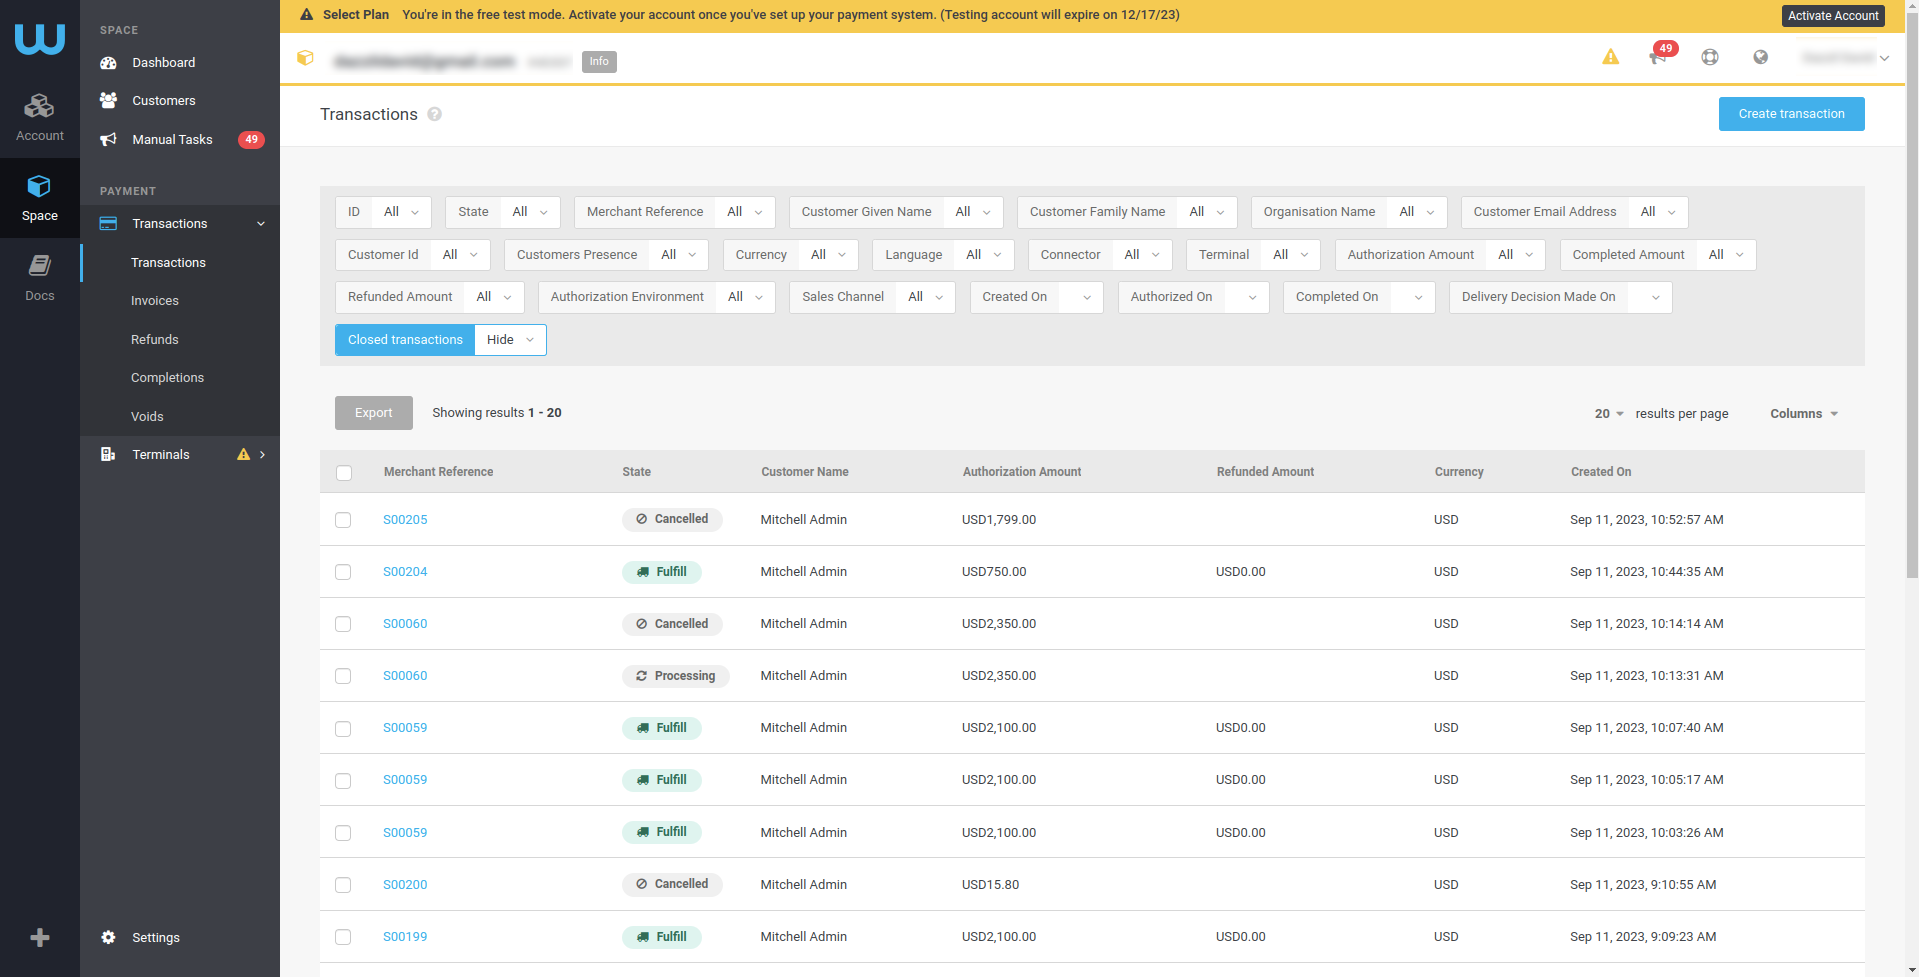 Select Plan You're in the free test mode. Activate your account once you've set up your payment system. (Testing account will expire on 12/17/23) Activate Account
Info 49
Account
Space
Docs
SPACE
Dashboard
Customers
Manual Tasks 49
PAYMENT
Transactions
Transactions
Invoices
Refunds
Completions
Voids
Terminals
Settings
Transactions ? Create transaction
ID All State All Merchant Reference All Customer Given Name All Customer Family Name All Organisation Name All Customer Email Address All
Customer Id All Customers Presence All Currency All Language All Connector All Terminal All Authorization Amount All Completed Amount All
Refunded Amount All Authorization Environment All Sales Channel All Created On Authorized On Completed On Delivery Decision Made On
Closed transactions Hide
Export Showing results 1 - 20 20 results per page Columns
Merchant Reference State Customer Name Authorization Amount Refunded Amount Currency Created On
S00205 Cancelled Mitchell Admin USD1,799.00 USD Sep 11, 2023, 10:52:57 AM
S00204 Fulfill Mitchell Admin USD750.00 USD0.00 USD Sep 11, 2023, 10:44:35 AM
S00060 Cancelled Mitchell Admin USD2,350.00 USD Sep 11, 2023, 10:14:14 AM
S00060 Processing Mitchell Admin USD2,350.00 USD Sep 11, 2023, 10:13:31 AM
S00059 Fulfill Mitchell Admin USD2,100.00 USD0.00 USD Sep 11, 2023, 10:07:40 AM
S00059 Fulfill Mitchell Admin USD2,100.00 USD0.00 USD Sep 11, 2023, 10:05:17 AM
S00059 Fulfill Mitchell Admin USD2,100.00 USD0.00 USD Sep 11, 2023, 10:03:26 AM
S00200 Cancelled Mitchell Admin USD15.80 USD Sep 11, 2023, 9:10:55 AM
S00199 Fulfill Mitchell Admin USD2,100.00 USD0.00 USD Sep 11, 2023, 9:09:23 AM